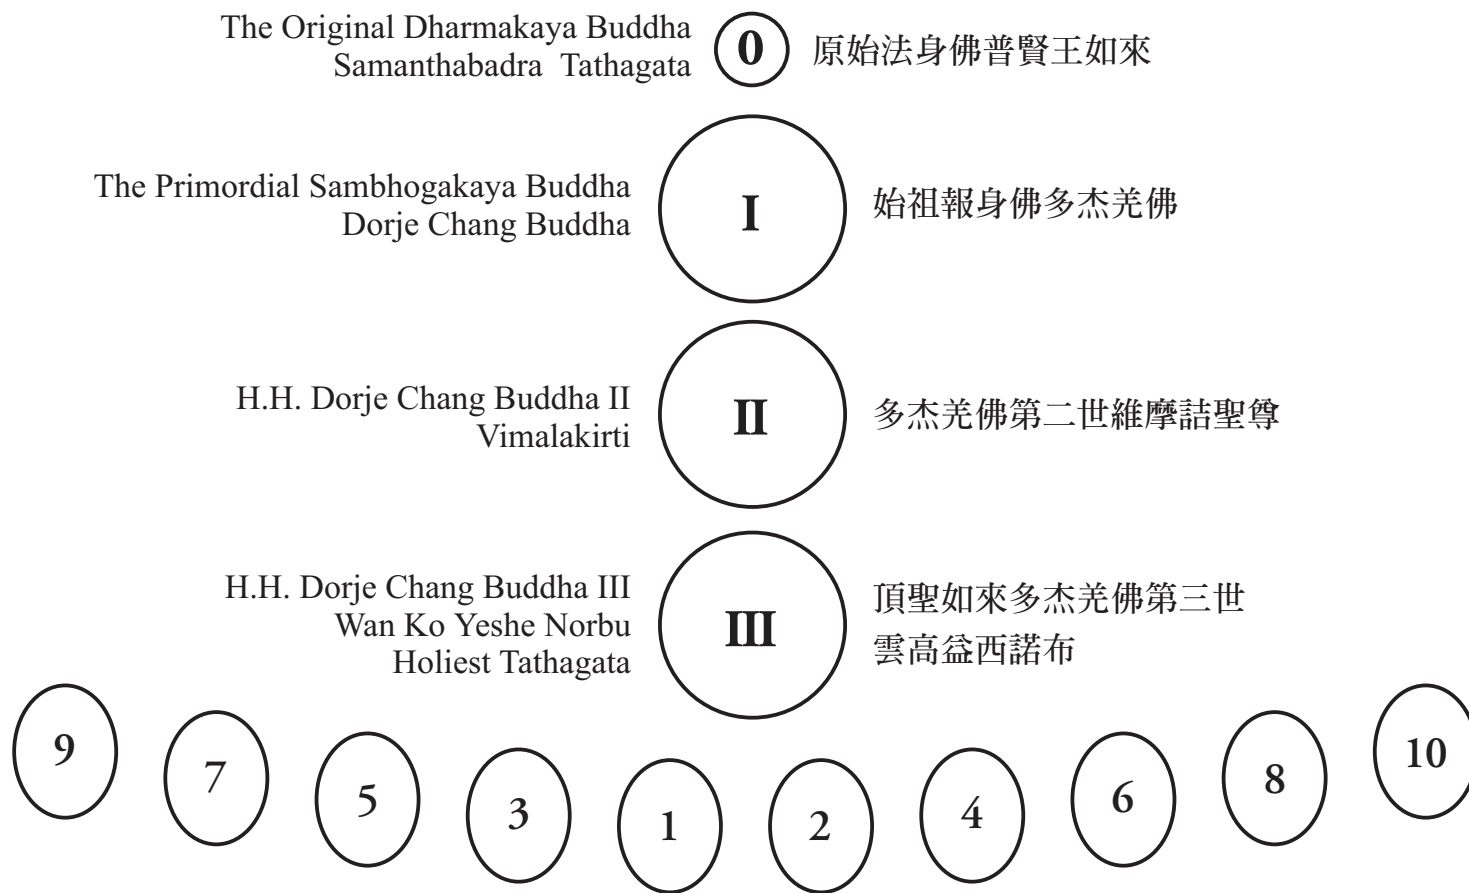 The Original Dharmakaya Buddha
Samanthabadra Tathagata
0
原始法身佛普賢王如來
The Primordial Sambhogakaya Buddha
Dorje Chang Buddha
I
始祖報身佛多杰羌佛
H.H. Dorje Chang Buddha II
Vimalakirti
II
多杰羌佛第二世維摩詰聖尊
H.H. Dorje Chang Buddha III
Wan Ko Yeshe Norbu
Holiest Tathagata
III
頂聖如來多杰羌佛第三世
雲高益西諾布
9
7
5
3
1
2
4
6
8
10